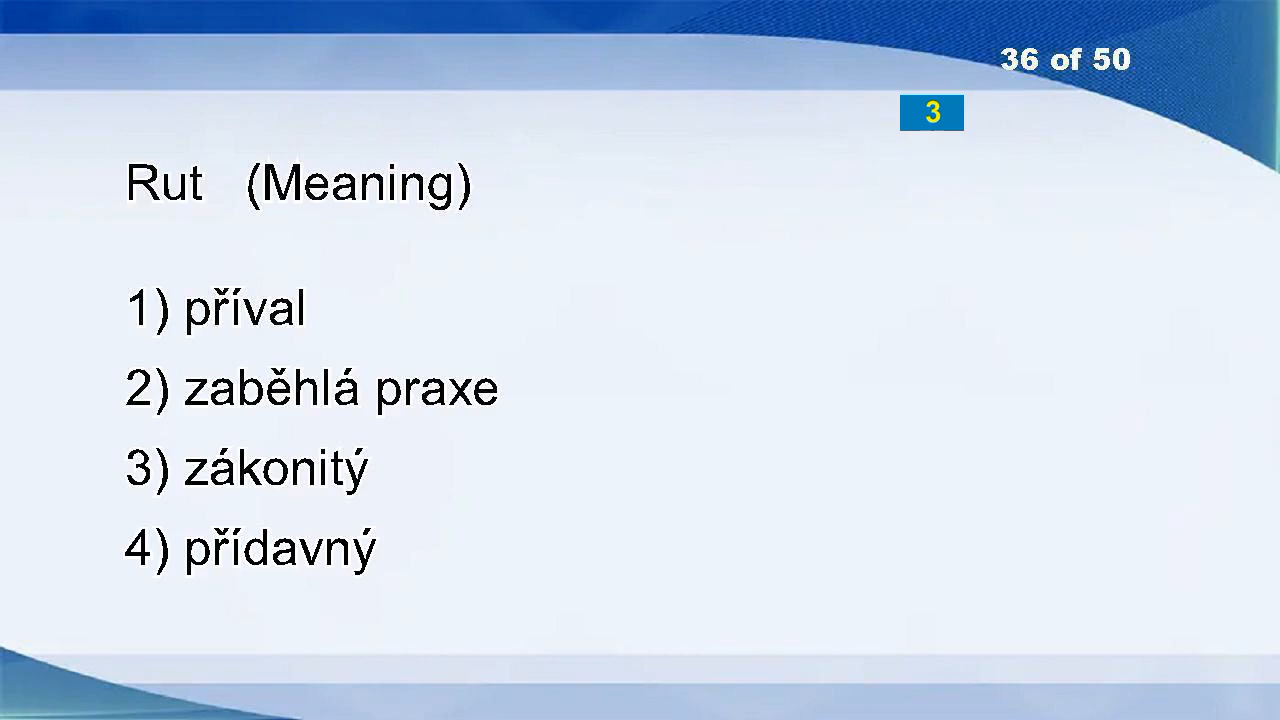 36 of 50
3
Rut (Meaning)
1) příval
2) zaběhlá praxe
3) zákonitý
4) přídavný